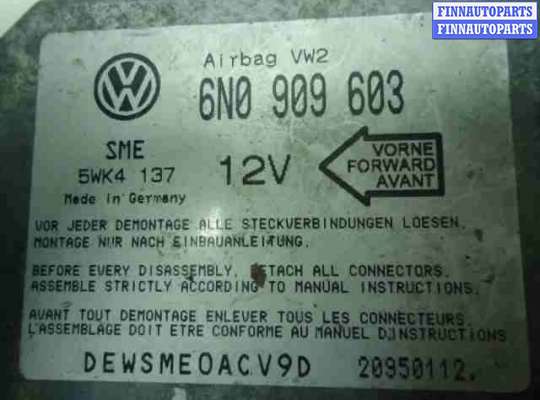 FINNAUTOPARTS
FINNAUTOPARTS
Airbag VW2
6N0 909 603
SME
5WK4 137
12V
VORNE
FORWARD
AVANT
Made in Germany
VOR JEDER DEMONTAGE ALLE STECKVERBINDUNGEN LOESEN.
MONTAGE NUR NACH EINBAUANLEITUNG.
BEFORE EVERY DISASSEMBLY, DETACH ALL CONNECTORS.
ASSEMBLE STRICTLY ACCORDING TO MANUAL INSTRUCTIONS.
AVANT TOUT DEMONTAGE ENLEVER TOUS LES CONNECTEURS.
L'ASSEMBLAGE DOIT ETRE CONFORME AU MANUEL D'INSTRUCTIONS
DEWSMEOACV9D 20950112.